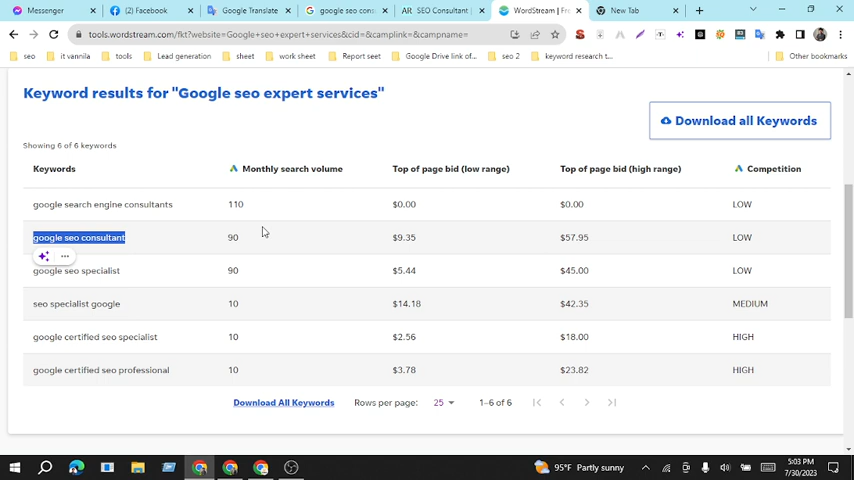 Messenger
Facebook
Google Translate
google seo cons
AR SEO Consultant |
WordStream | Fre
New Tab
tools.wordstream.com/fkt?website=Google+seo+expert+services&cid=&camplink=&campname=
seo
it vannila
tools
Lead generation
sheet
work sheet
Report seet
Google Drive link of...
seo 2
keyword research t...
Other bookmarks
Keyword results for "Google seo expert services"
Download all Keywords
Showing 6 of 6 keywords
Keywords Monthly search volume Top of page bid (low range) Top of page bid (high range) Competition
google search engine consultants 110 $0.00 $0.00 LOW
google seo consultant 90 $9.35 $57.95 LOW
google seo specialist 90 $5.44 $45.00 LOW
seo specialist google 10 $14.18 $42.35 MEDIUM
google certified seo specialist 10 $2.56 $18.00 HIGH
google certified seo professional 10 $3.78 $23.82 HIGH
Download All Keywords Rows per page: 25 1–6 of 6
95°F Partly sunny
5:03 PM
7/30/2023